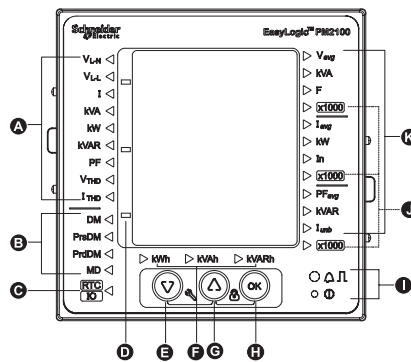 Schneider Electric
EasyLogic™ PM2100
VL-N
VL-L
I
kVA
kW
kVAR
PF
VTHD
ITHD
DM
PrsDM
PrdDM
MD
RTC
IO
A
B
C
Vavg
kVA
F
x1000
Iavg
kW
In
x1000
PFavg
kVAR
Iunb
x1000
K
J
I
kWh
kVAh
kVARh
OK
D
E
F
G
H